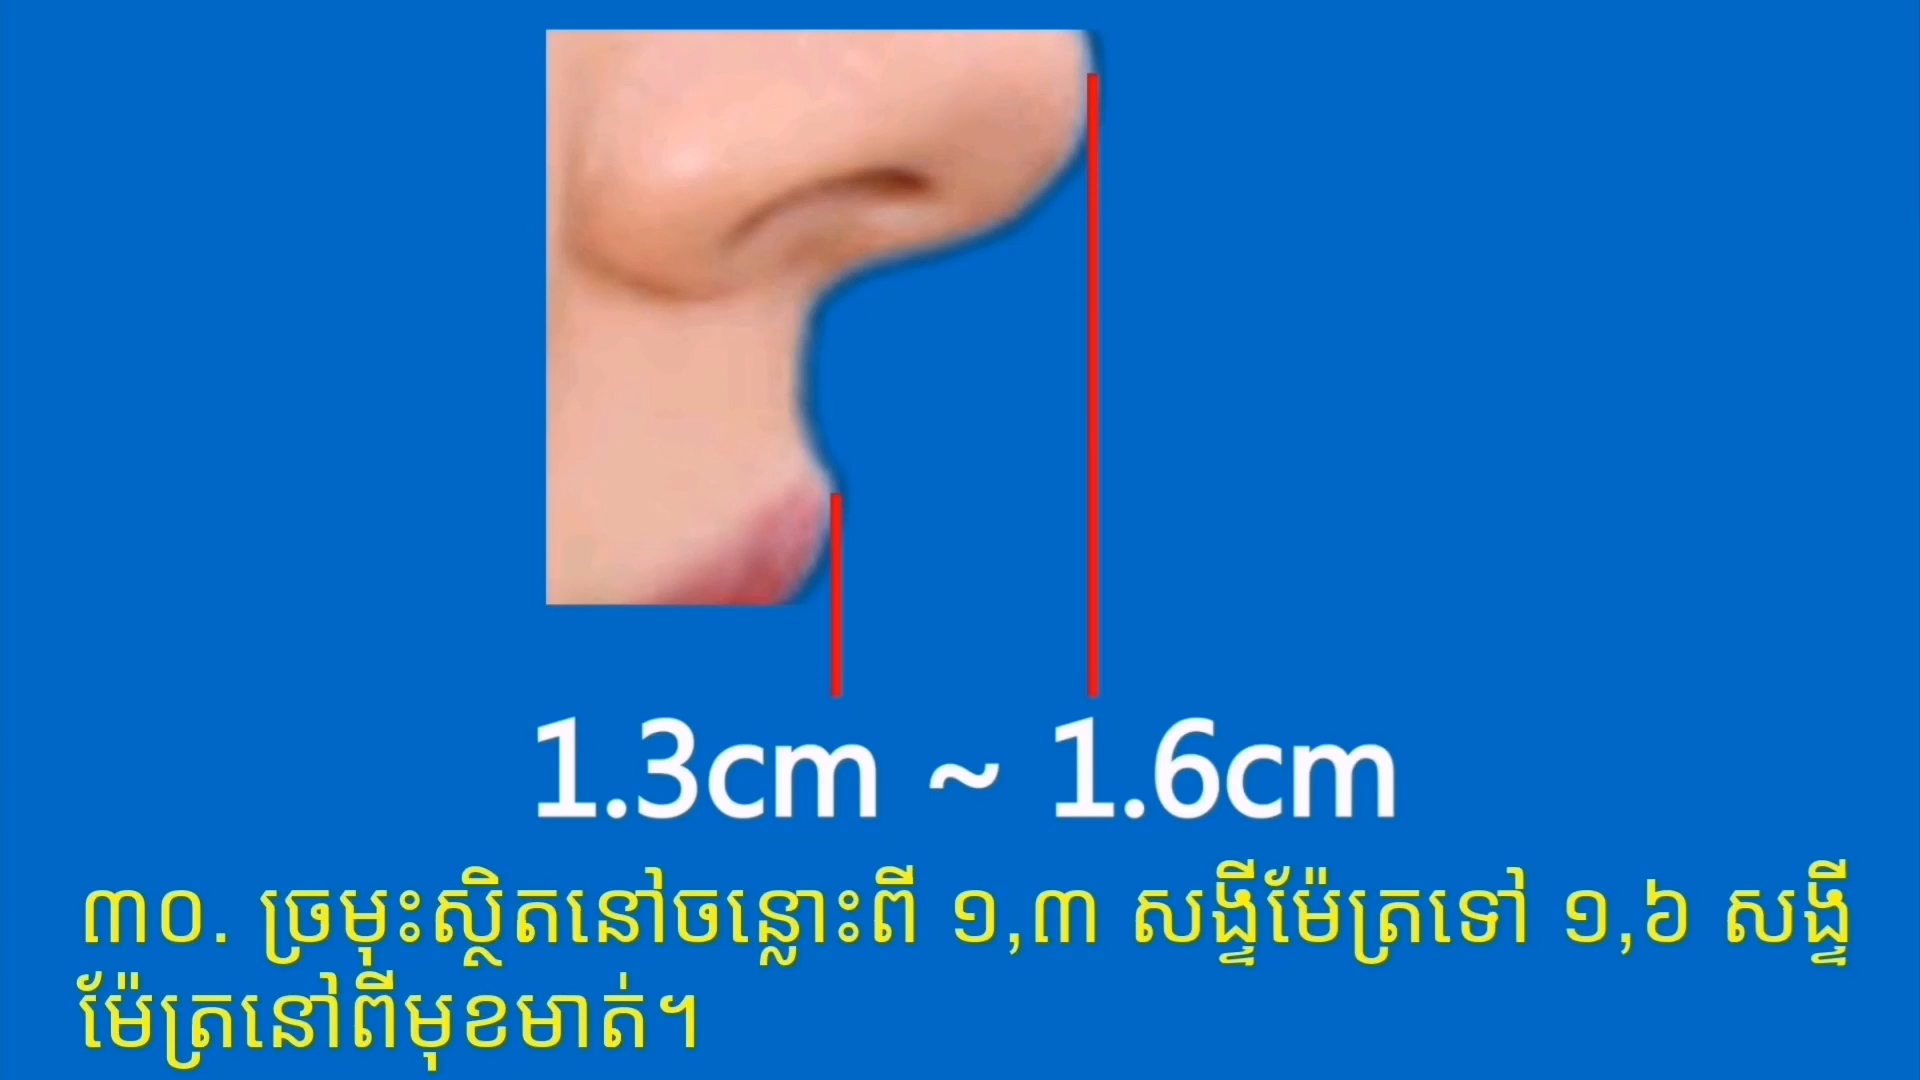 1.3cm ~ 1.6cm
៣០. ច្រមុះស្ថិតនៅចន្លោះពី ១,៣ សង្ទីម៉ែត្រទៅ ១,៦ សង្ទី
ម៉ែត្រនៅពីមុខមាត់។